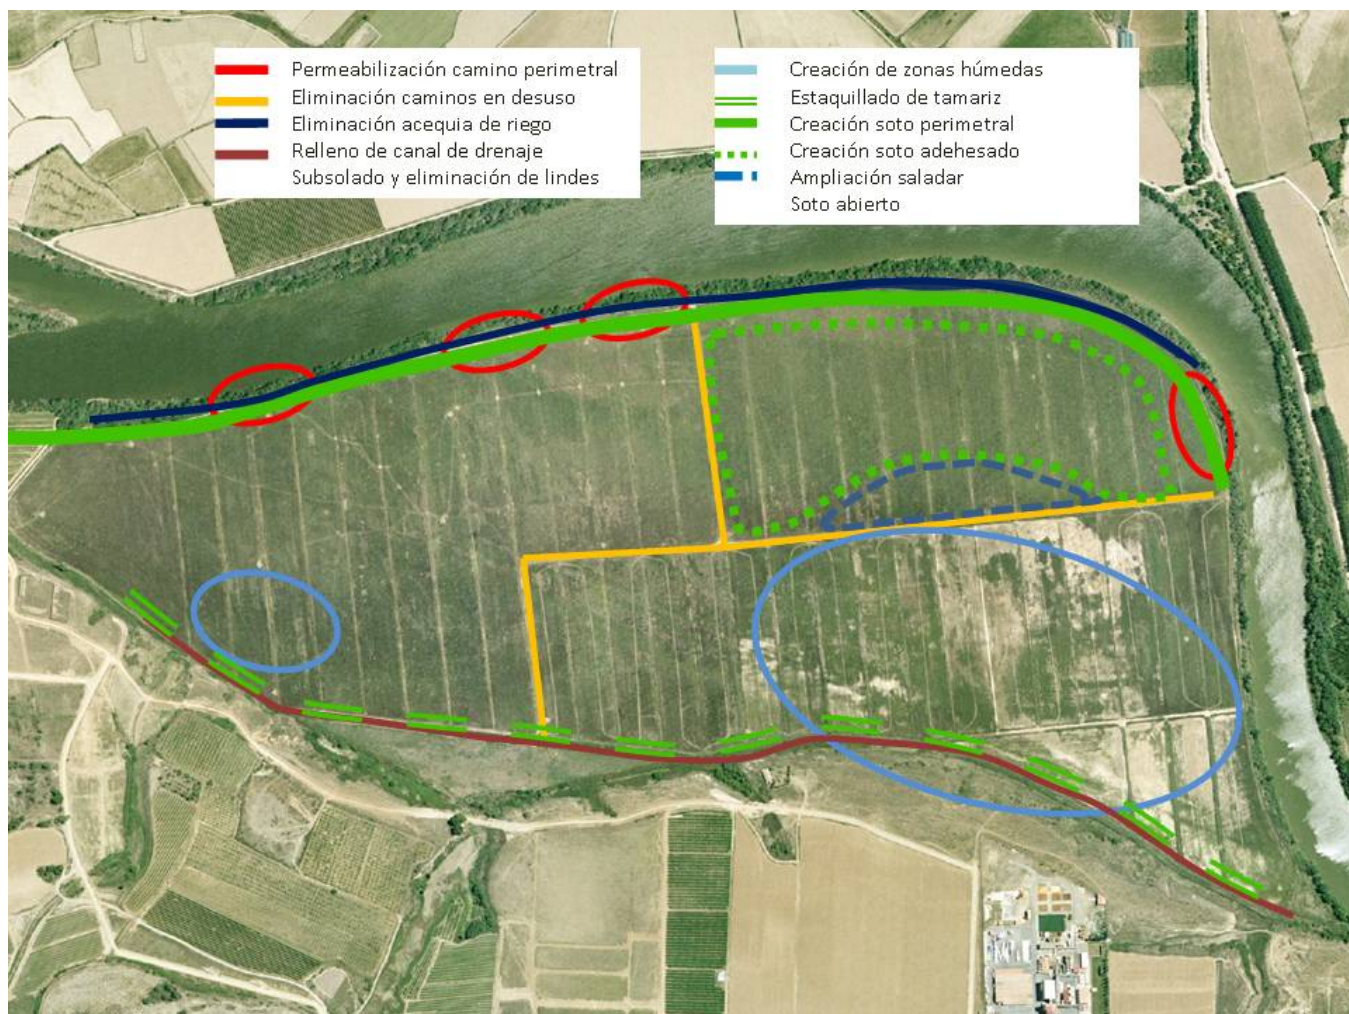 Permeabilización camino perimetral
Eliminación caminos en desuso
Eliminación acequia de riego
Relleno de canal de drenaje
Subsolado y eliminación de lindes
Creación de zonas húmedas
Estaquillado de tamariz
Creación soto perimetral
Creación soto adehesado
Ampliación saladar
Soto abierto